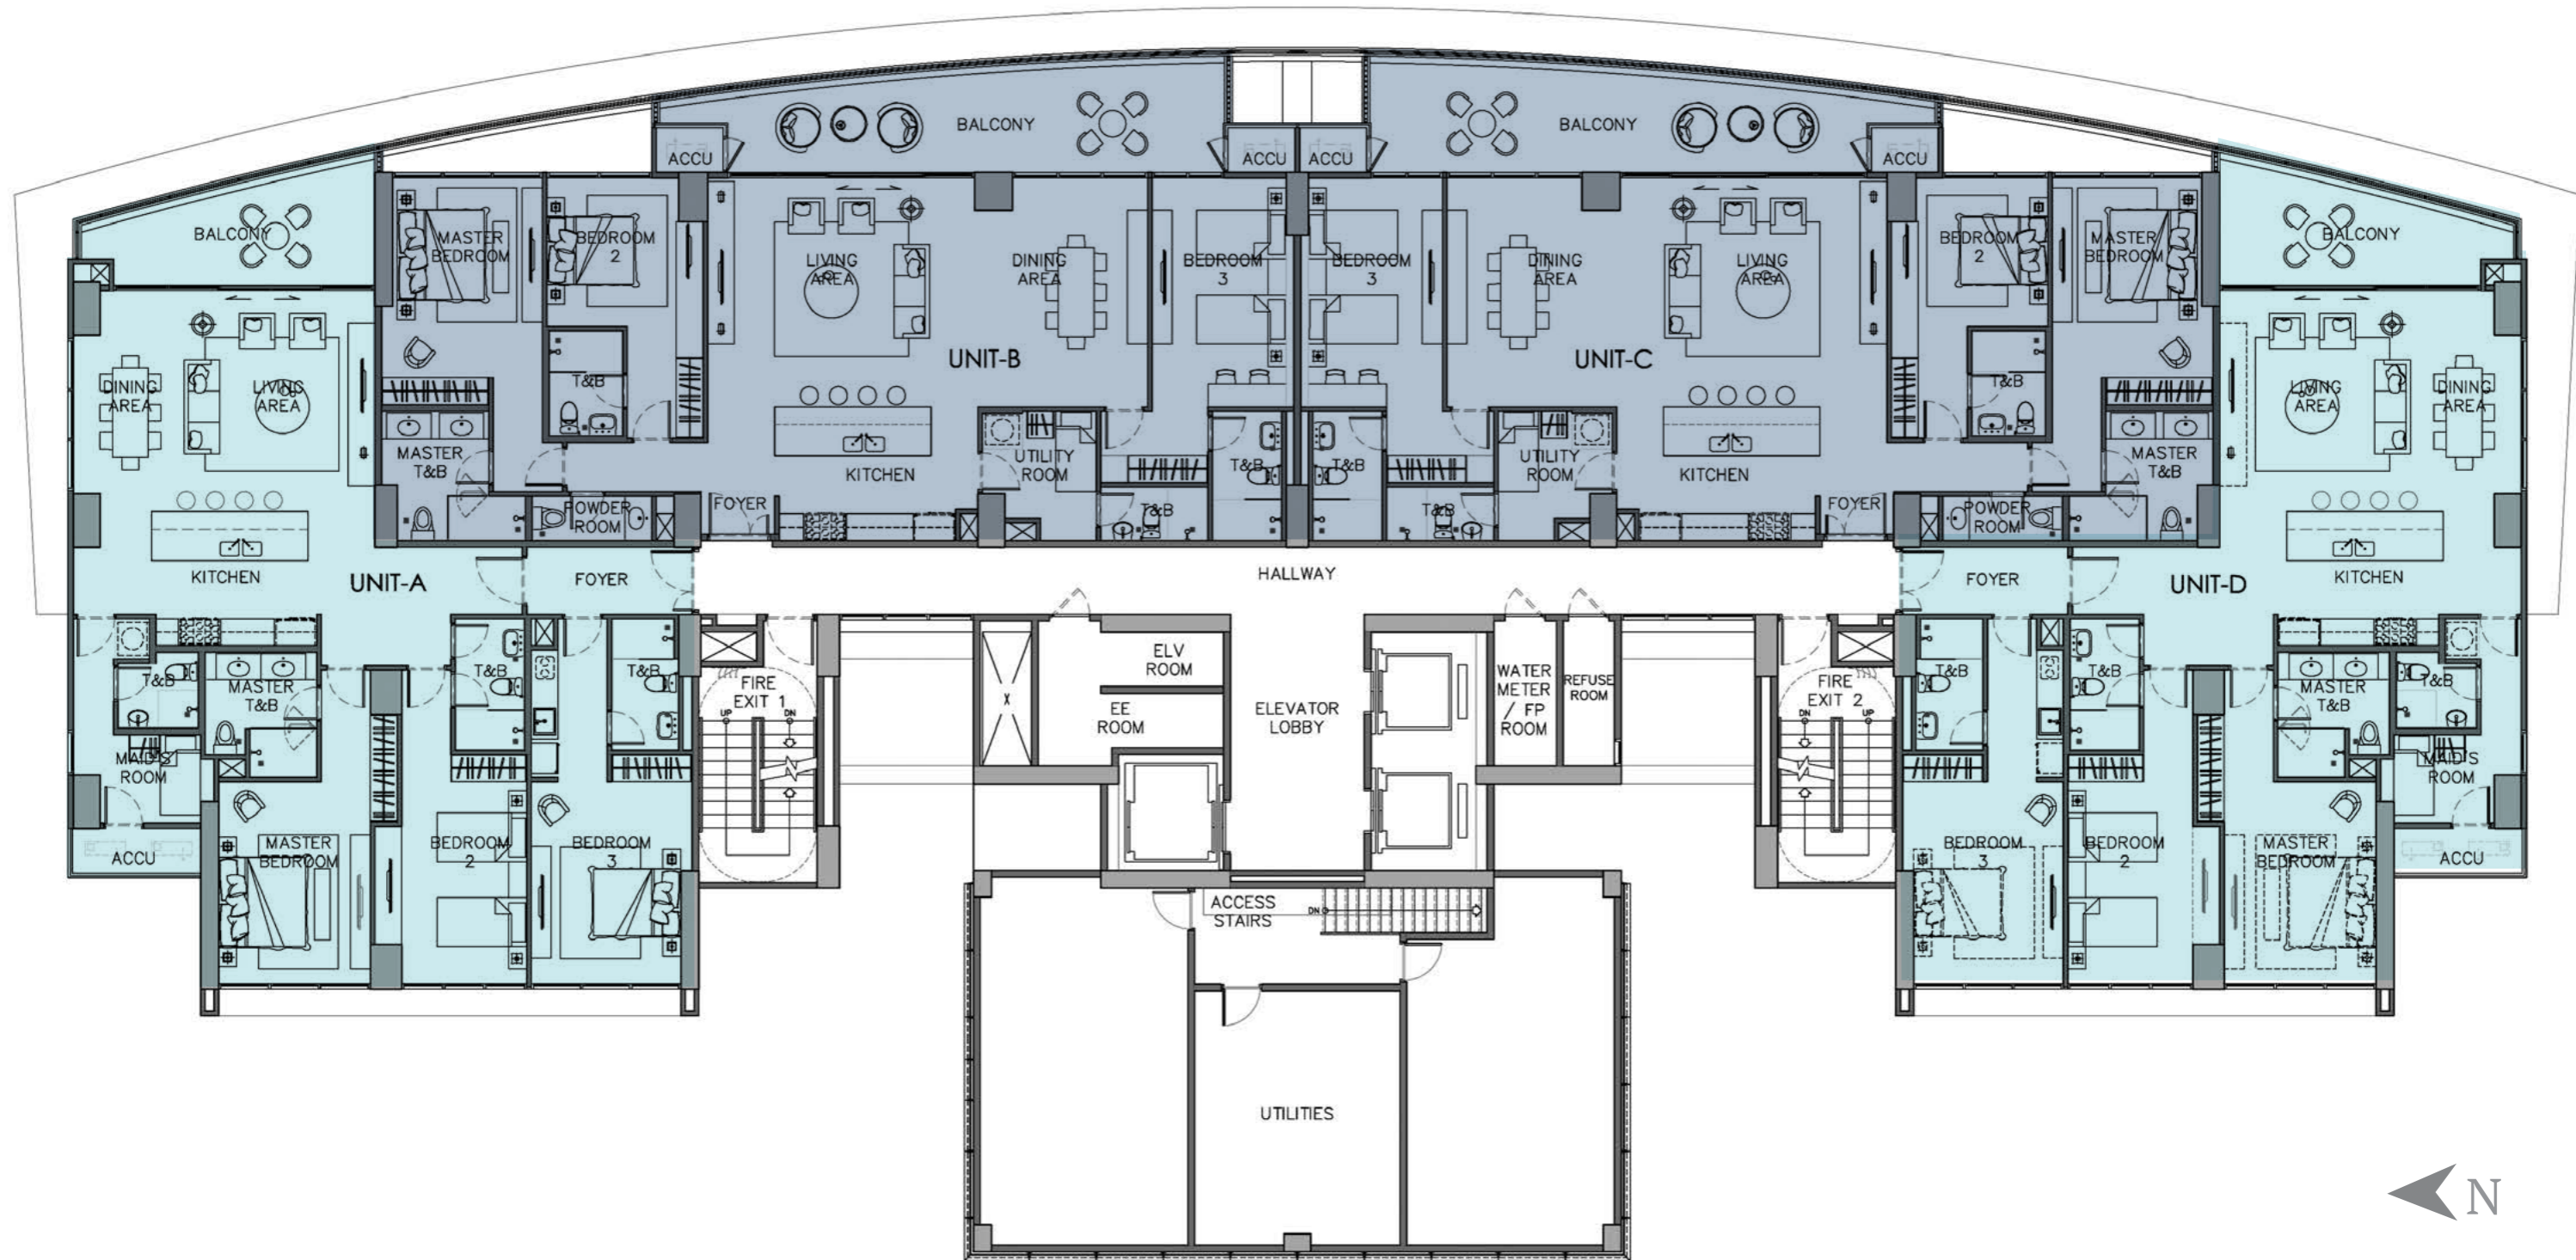 BALCONY
BALCONY
ACCU
ACCU
ACCU
ACCU
BALCONY
BALCONY
MASTER
BEDROOM
BEDROOM
2
LIVING
AREA
DINING
AREA
BEDROOM
3
BEDROOM
3
DINING
AREA
LIVING
AREA
BEDROOM
2
MASTER
BEDROOM
UNIT-B
UNIT-C
DINING
AREA
LIVING
AREA
T&B
T&B
LIVING
AREA
DINING
AREA
MASTER
T&B
KITCHEN
UTILITY
ROOM
T&B
T&B
UTILITY
ROOM
KITCHEN
MASTER
T&B
POWDER
ROOM
FOYER
T&B
T&B
FOYER
POWDER
ROOM
KITCHEN
UNIT-A
FOYER
HALLWAY
FOYER
UNIT-D
KITCHEN
T&B
MASTER
T&B
T&B
T&B
FIRE
EXIT 1
UP
DN
X
ELV
ROOM
EE
ROOM
ELEVATOR
LOBBY
WATER
METER
/ FP
ROOM
REFUSE
ROOM
FIRE
EXIT 2
DN
UP
T&B
T&B
MASTER
T&B
T&B
MAID'S
ROOM
MAID'S
ROOM
ACCU
MASTER
BEDROOM
BEDROOM
2
BEDROOM
3
BEDROOM
3
BEDROOM
2
MASTER
BEDROOM
ACCU
ACCESS
STAIRS
DN
UTILITIES
N